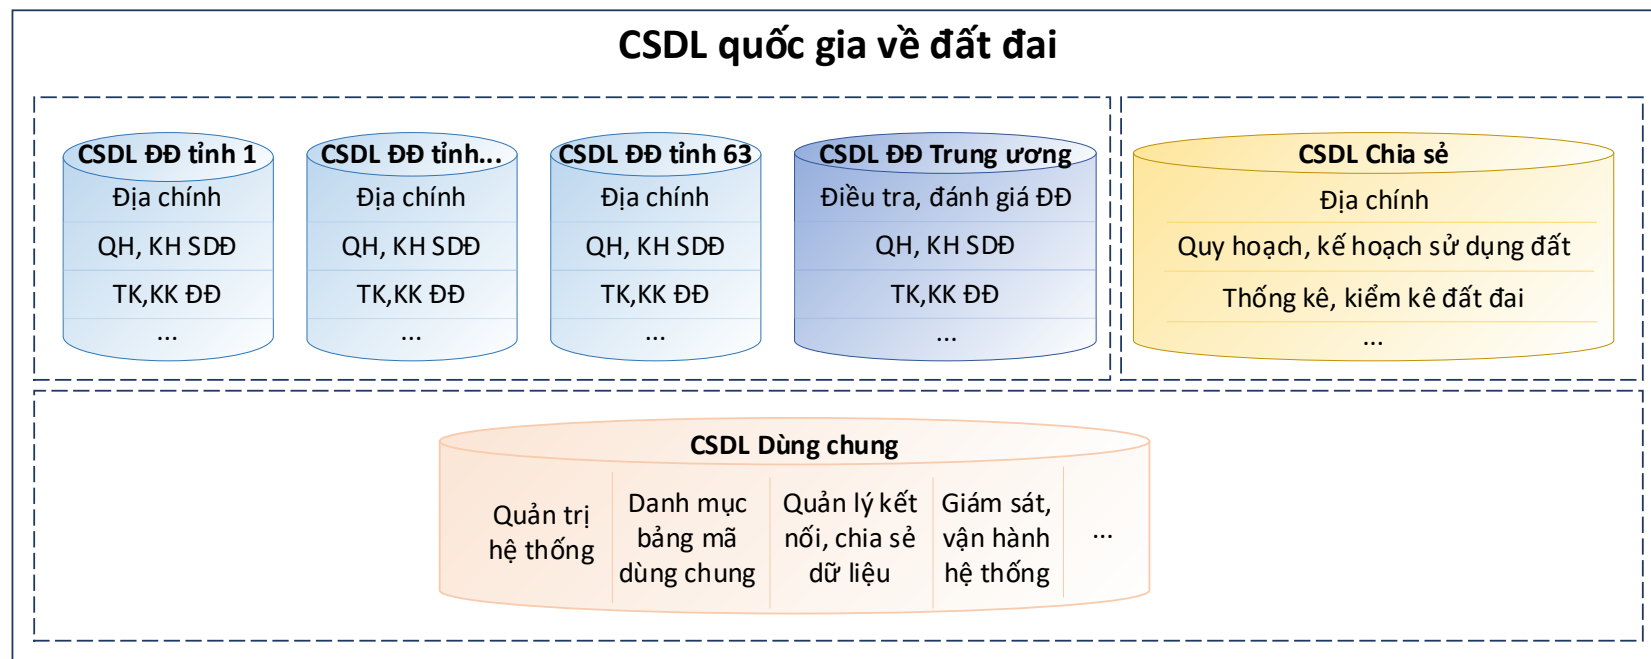 CSDL quốc gia về đất đai
CSDL ĐĐ tỉnh 1
Địa chính
QH, KH SDĐ
TK,KK ĐĐ
...
CSDL ĐĐ tỉnh...
Địa chính
QH, KH SDĐ
TK,KK ĐĐ
...
CSDL ĐĐ tỉnh 63
Địa chính
QH, KH SDĐ
TK,KK ĐĐ
...
CSDL ĐĐ Trung ương
Điều tra, đánh giá ĐĐ
QH, KH SDĐ
TK,KK ĐĐ
...
CSDL Chia sẻ
Địa chính
Quy hoạch, kế hoạch sử dụng đất
Thống kê, kiểm kê đất đai
...
CSDL Dùng chung
Quản trị
hệ thống
Danh mục
bảng mã
dùng chung
Quản lý kết
nối, chia sẻ
dữ liệu
Giám sát,
vận hành
hệ thống
...